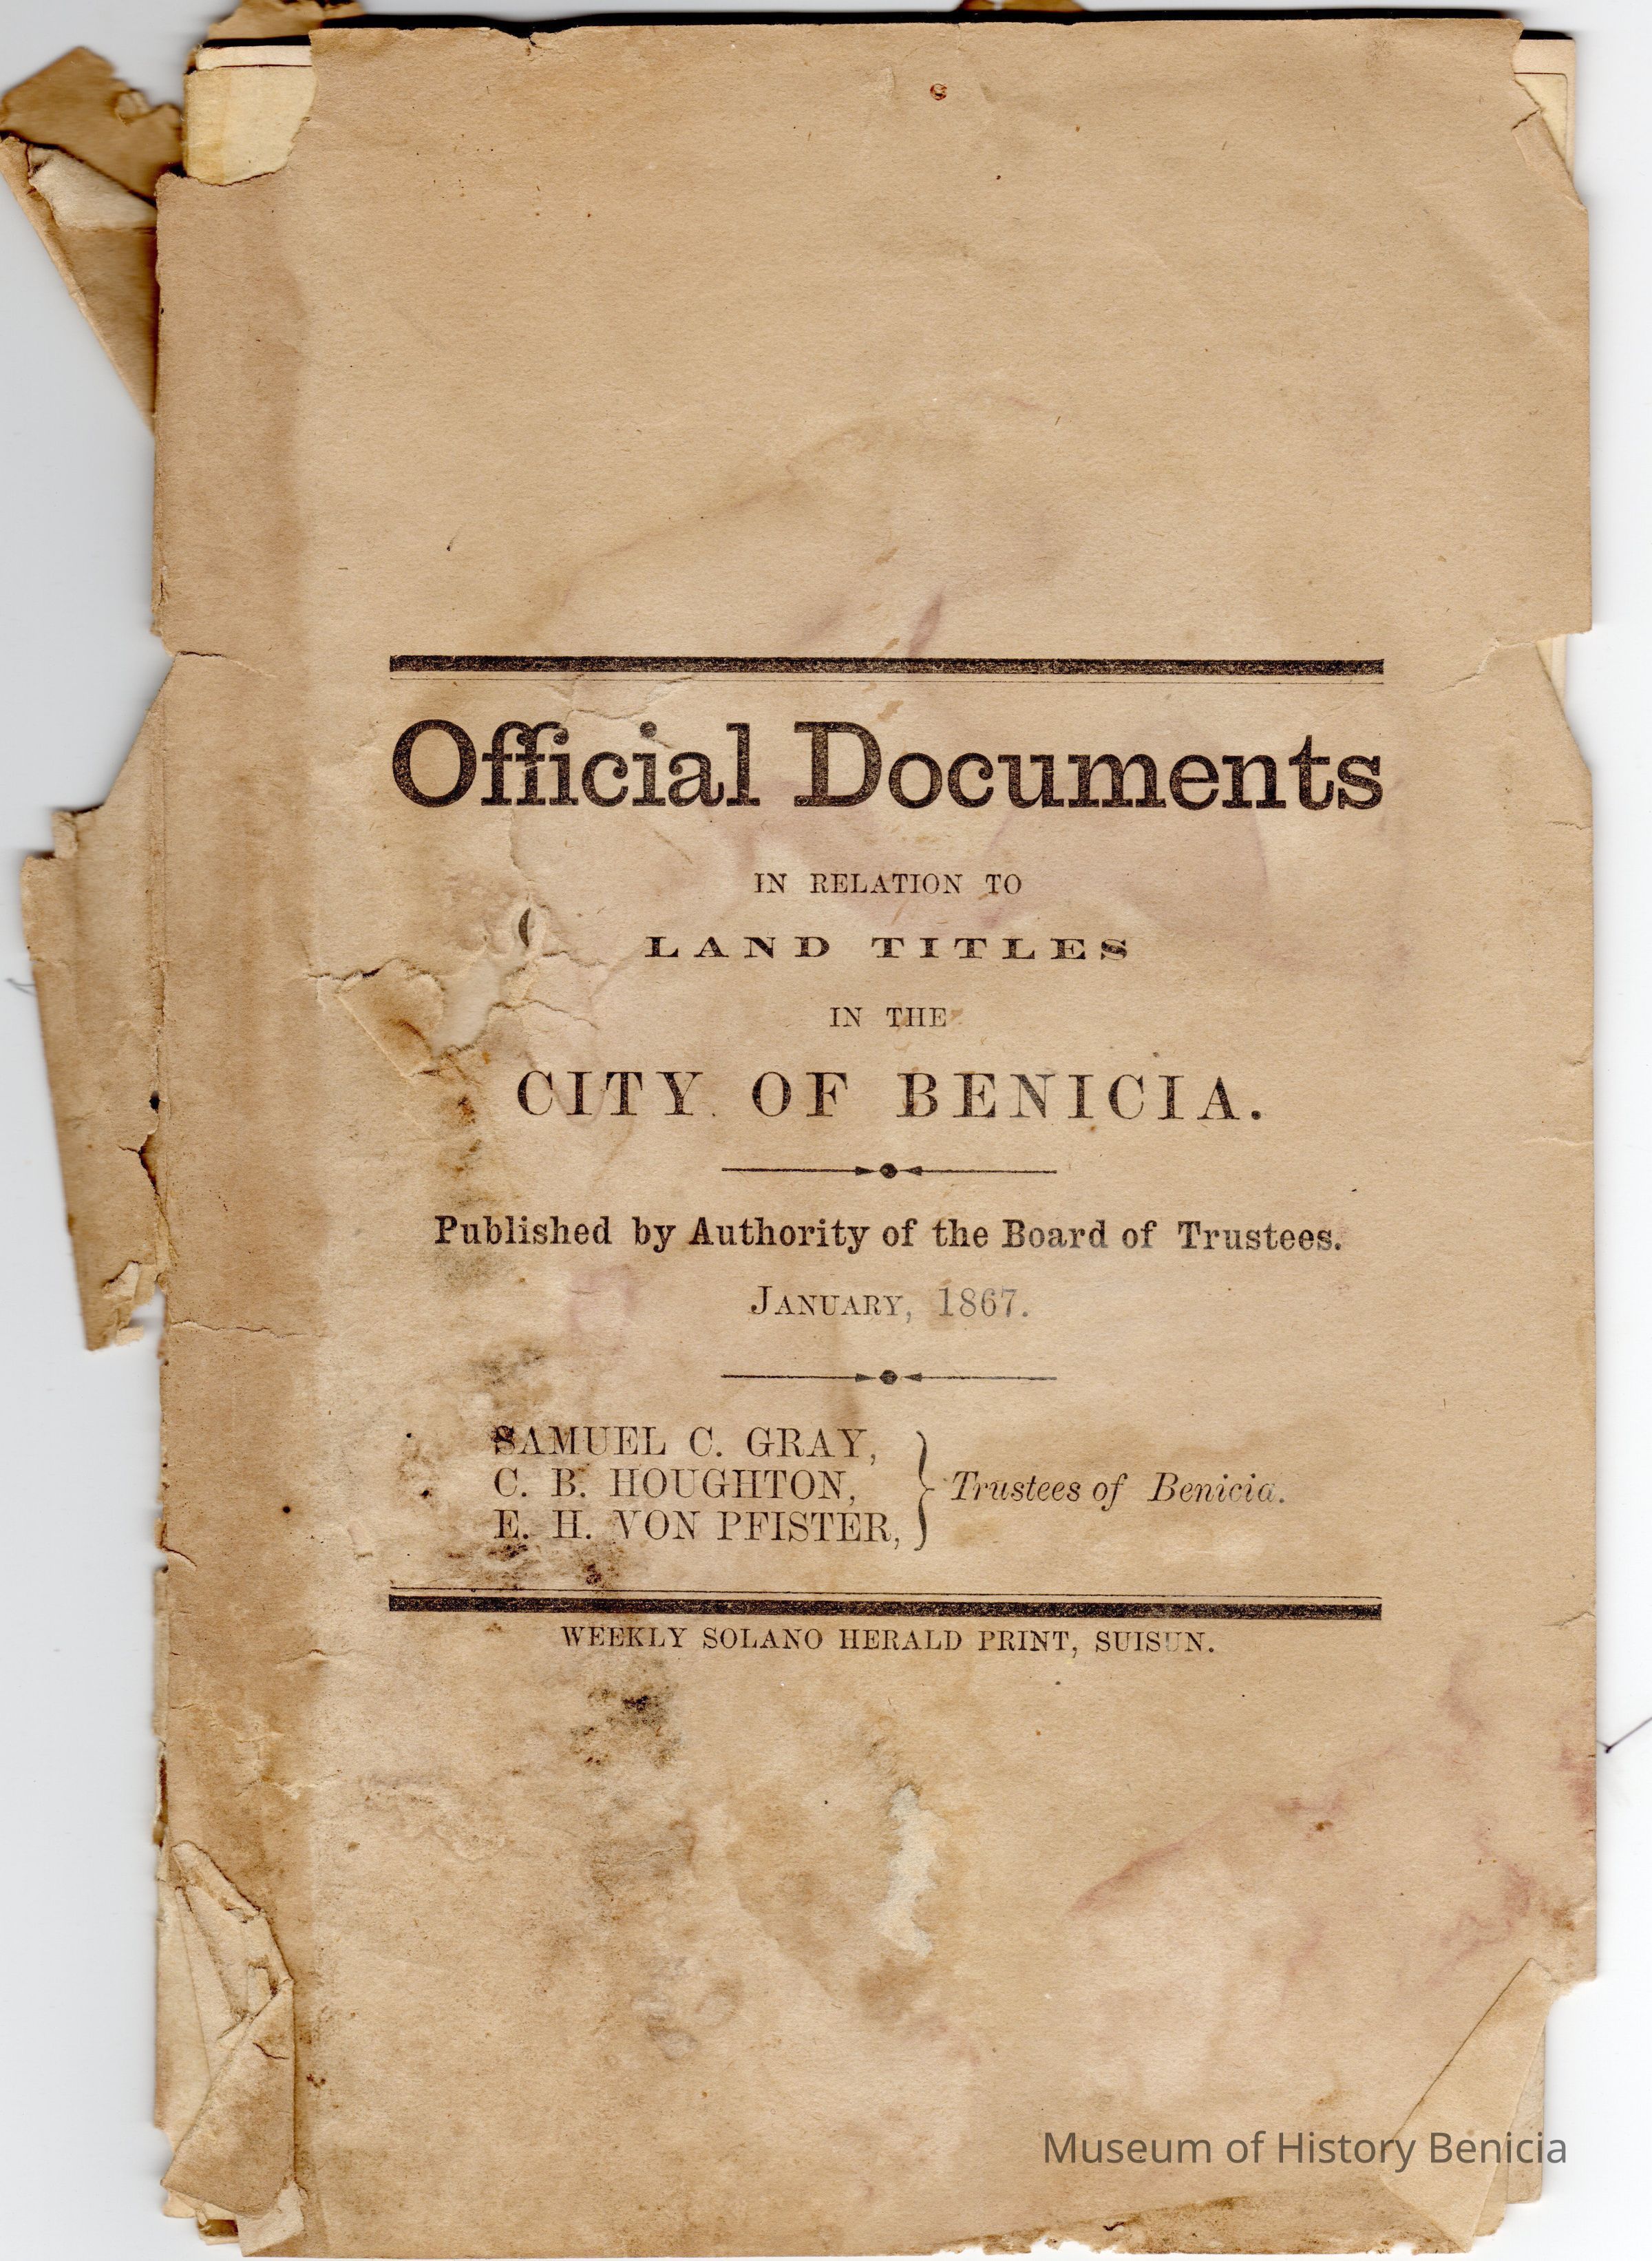 Official Documents
IN RELATION TO
LAND TITLES
IN THE
CITY OF BENICIA.
Published by Authority of the Board of Trustees.
JANUARY, 1867.
SAMUEL C. GRAY,
C. B. HOUGHTON,
E. H. VON PFISTER,
} Trustees of Benicia.
WEEKLY SOLANO HERALD PRINT, SUISUN.
Museum of History Benicia